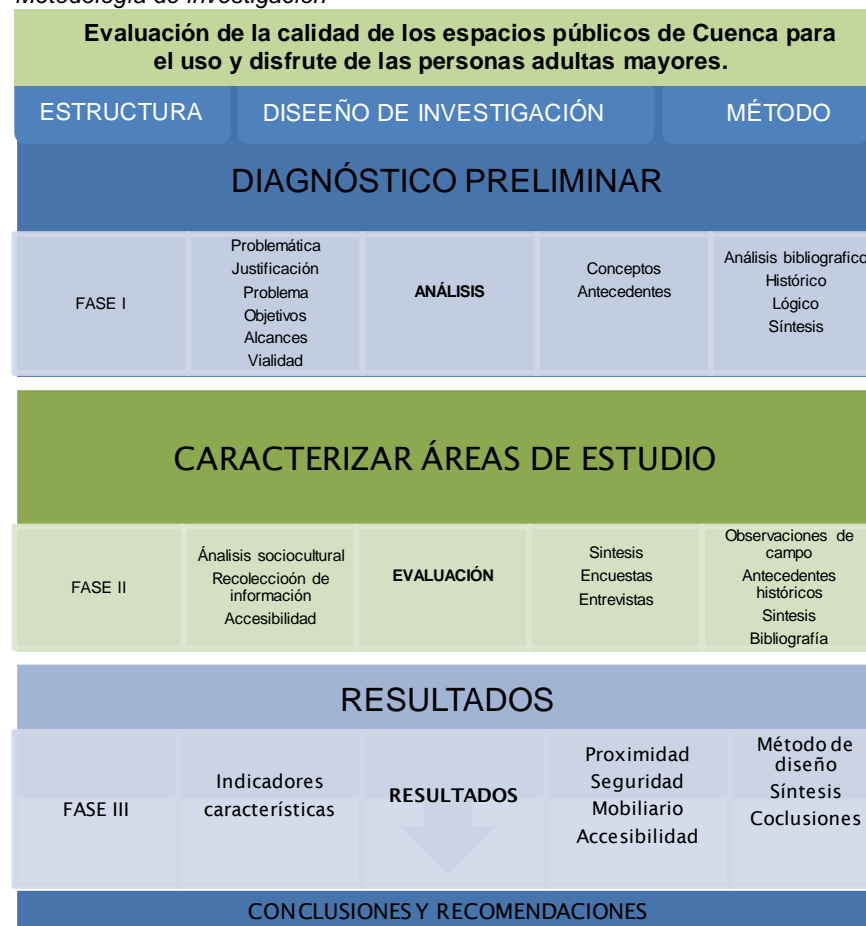 Metodología de investigación
Evaluación de la calidad de los espacios públicos de Cuenca para
el uso y disfrute de las personas adultas mayores.
ESTRUCTURA
DISEEÑO DE INVESTIGACIÓN
MÉTODO
DIAGNÓSTICO PRELIMINAR
FASE I
Problemática
Justificación
Problema
Objetivos
Alcances
Vialidad
ANÁLISIS
Conceptos
Antecedentes
Análisis bibliografico
Histórico
Lógico
Síntesis
CARACTERIZAR ÁREAS DE ESTUDIO
FASE II
Ánalisis sociocultural
Recoleccioón de
información
Accesibilidad
EVALUACIÓN
Sintesis
Encuestas
Entrevistas
Observaciones de
campo
Antecedentes
históricos
Sintesis
Bibliografía
RESULTADOS
FASE III
Indicadores
características
RESULTADOS
Proximidad
Seguridad
Mobiliario
Accesibilidad
Método de
diseño
Síntesis
Coclusiones
CONCLUSIONES Y RECOMENDACIONES